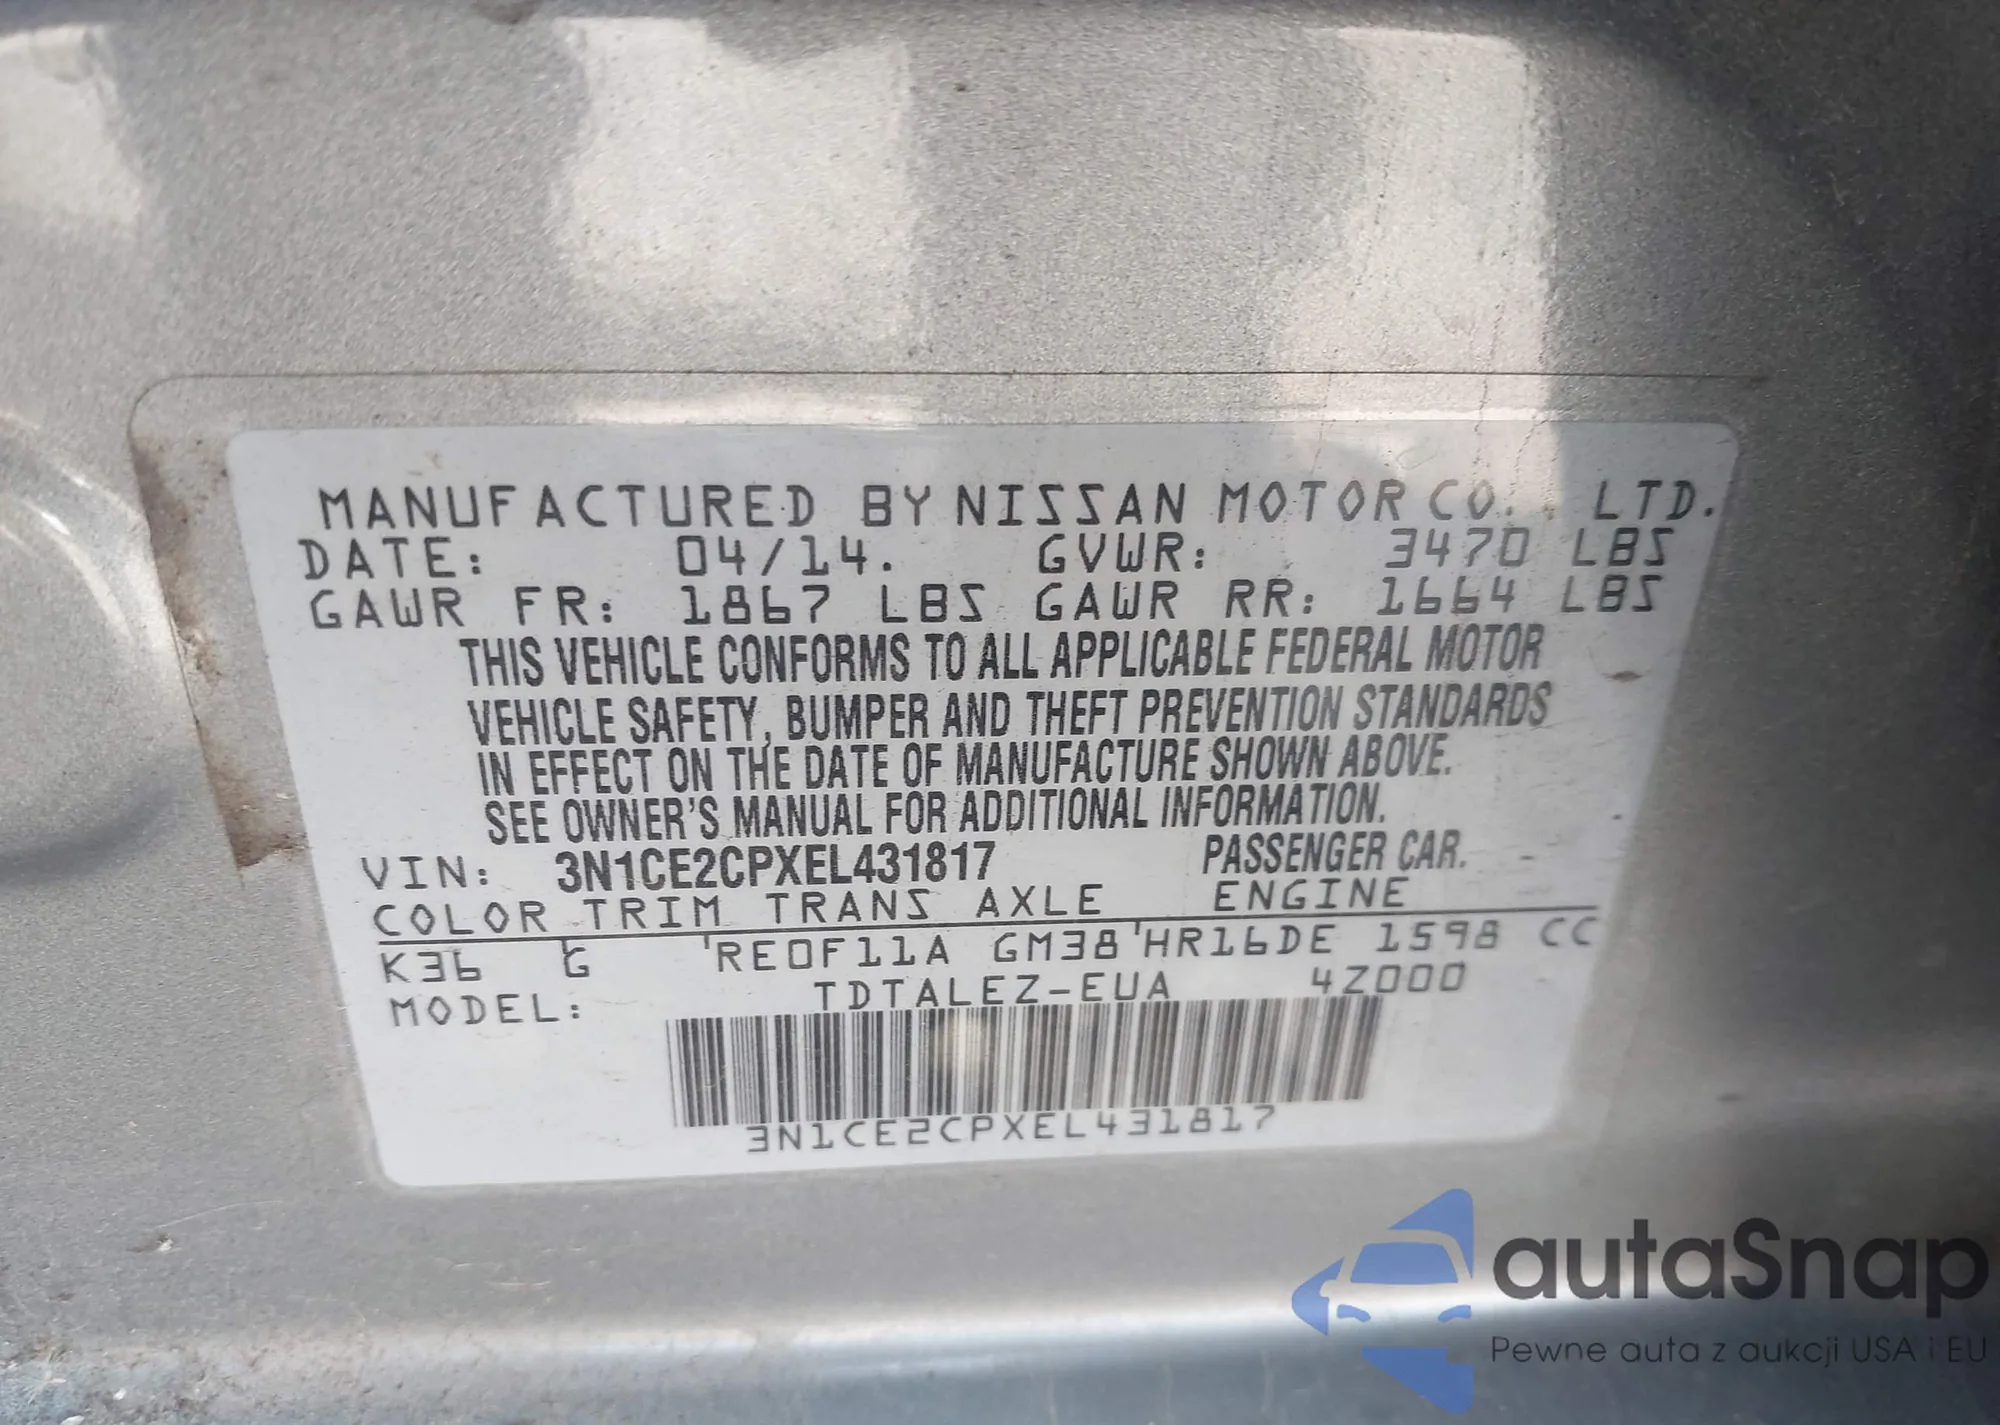 MANUFACTURED BY NISSAN MOTOR CO., LTD.
DATE: 04/14. GVWR: 3470 LBS
GAWR FR: 1867 LBS GAWR RR: 1664 LBS
THIS VEHICLE CONFORMS TO ALL APPLICABLE FEDERAL MOTOR
VEHICLE SAFETY, BUMPER AND THEFT PREVENTION STANDARDS
IN EFFECT ON THE DATE OF MANUFACTURE SHOWN ABOVE.
SEE OWNER'S MANUAL FOR ADDITIONAL INFORMATION.
VIN: 3N1CE2CPXEL431817 PASSENGER CAR.
COLOR TRIM TRANS AXLE ENGINE
K36 G RE0F11A GM38 HR16DE 1598 CC
MODEL: TDTALEZ-EUA 4Z000
3N1CE2CPXEL431817
autaSnap
Pewne auta z aukcji USA i EU